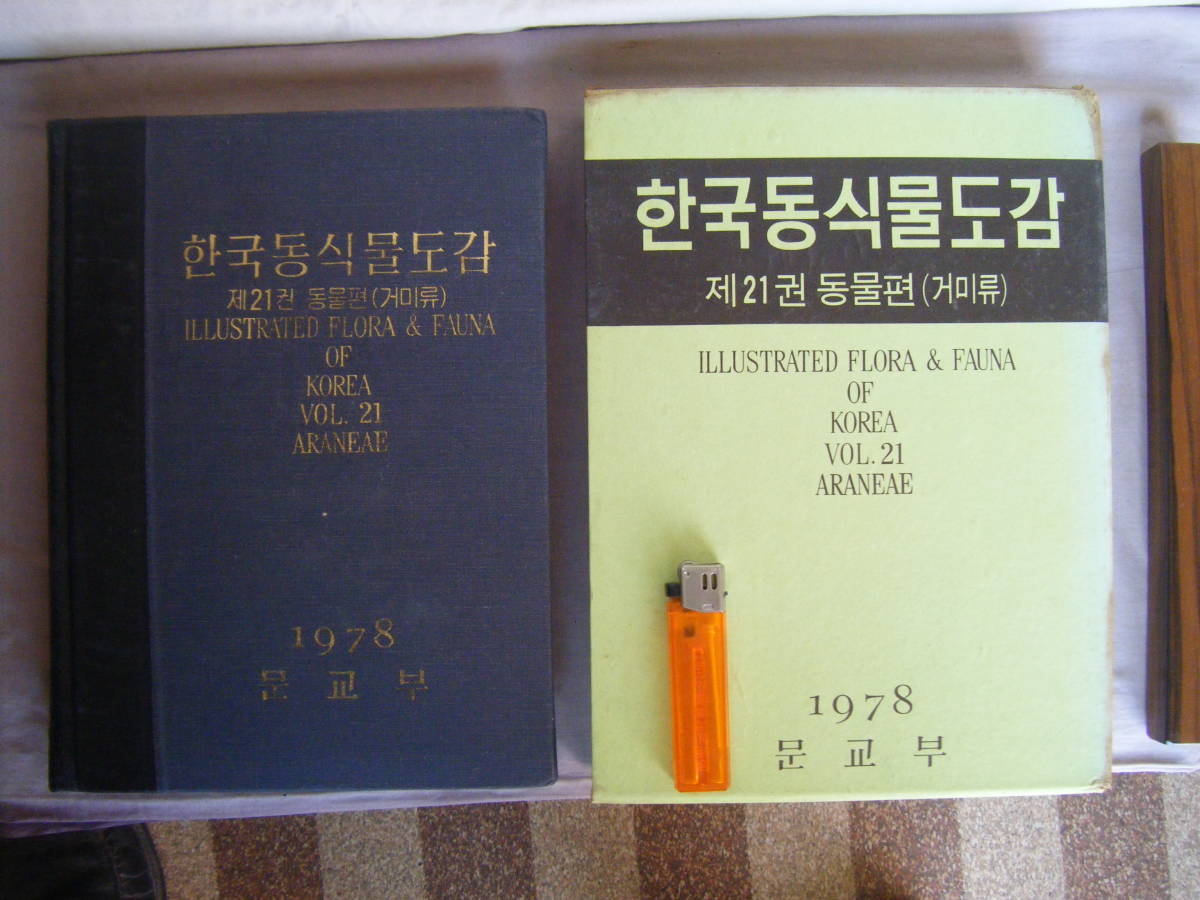 한국동식물도감
제21권 동물편(거미류)
ILLUSTRATED FLORA & FAUNA
OF
KOREA
VOL. 21
ARANEAE
1978
문 교 부
한국동식물도감
제21권 동물편(거미류)
ILLUSTRATED FLORA & FAUNA
OF
KOREA
VOL. 21
ARANEAE
1978
문 교 부